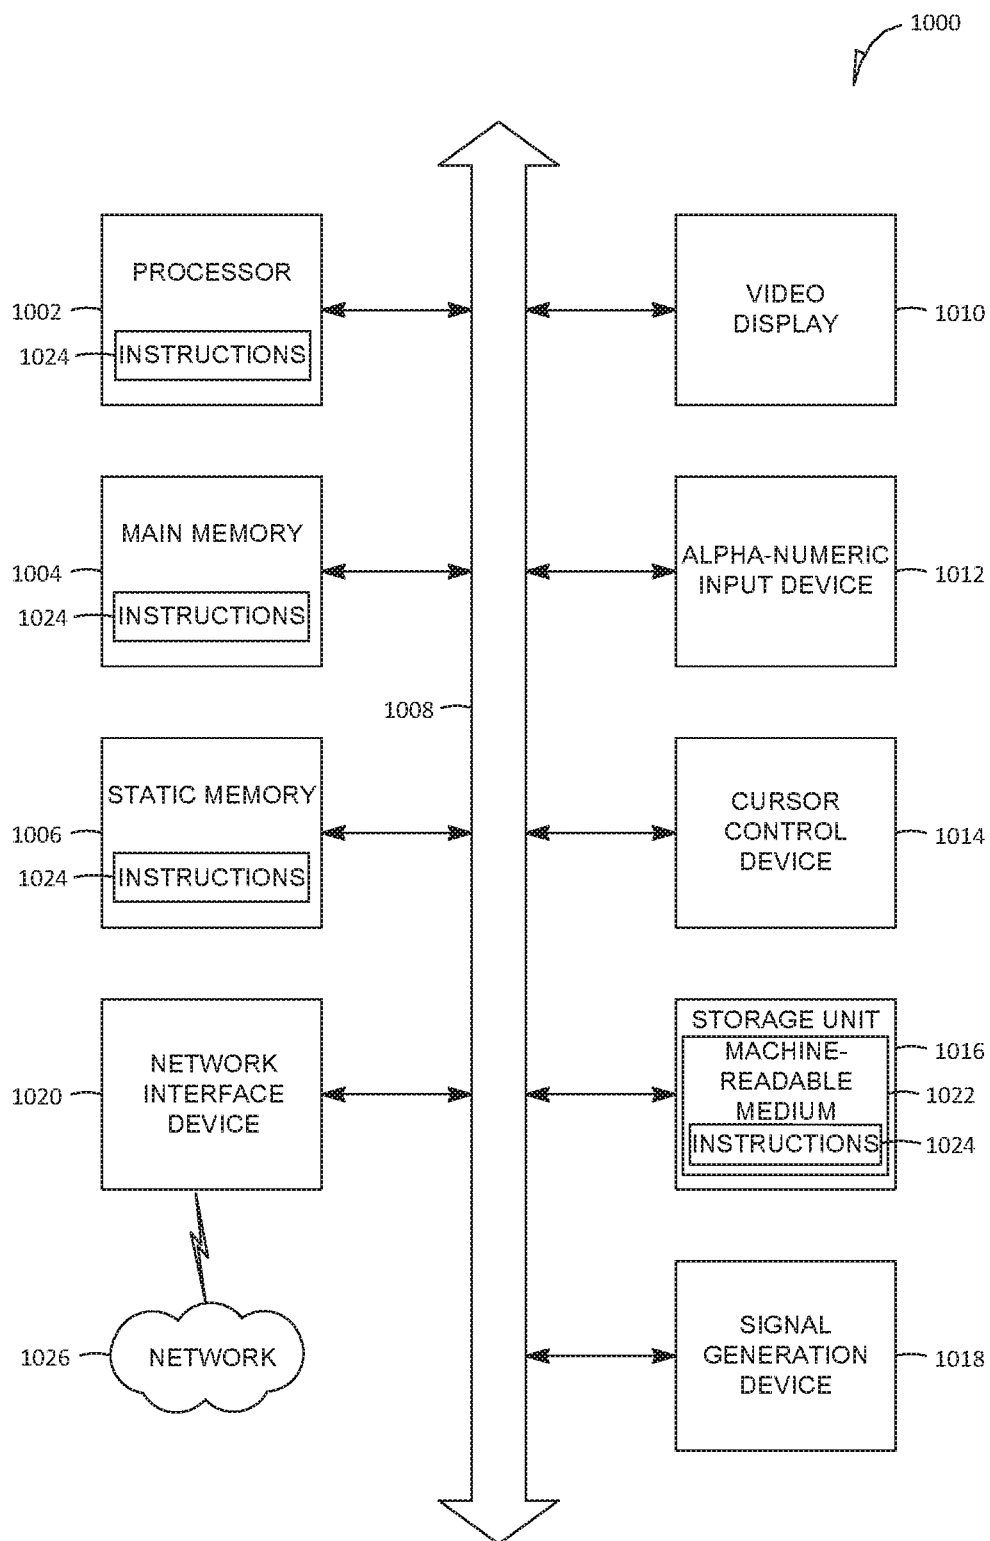 1000
PROCESSOR
1002
1024
INSTRUCTIONS
VIDEO
DISPLAY
1010
MAIN MEMORY
1004
1024
INSTRUCTIONS
ALPHA-NUMERIC
INPUT DEVICE
1012
1008
STATIC MEMORY
1006
1024
INSTRUCTIONS
CURSOR
CONTROL
DEVICE
1014
NETWORK
INTERFACE
DEVICE
1020
STORAGE UNIT
MACHINE-
READABLE
MEDIUM
INSTRUCTIONS
1016
1022
1024
1026
NETWORK
SIGNAL
GENERATION
DEVICE
1018